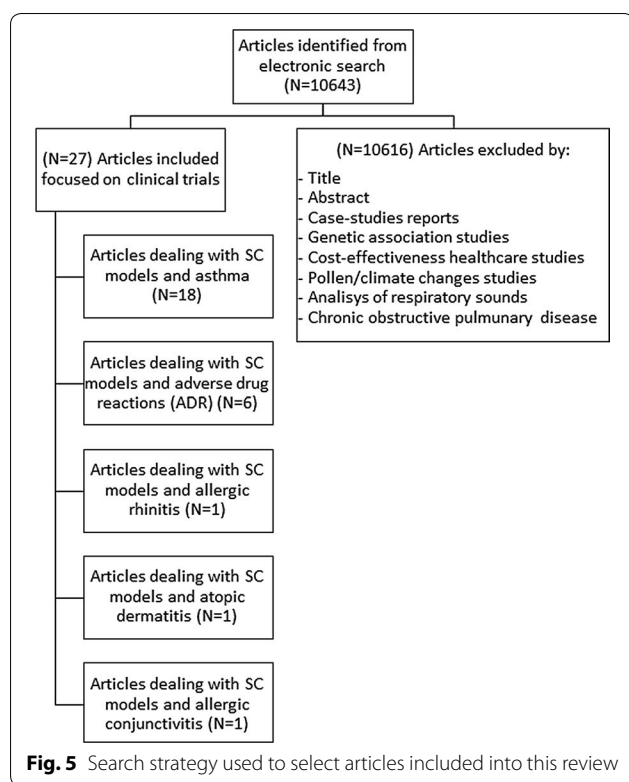 Articles identified from
electronic search
(N=10643)
(N=27) Articles included
focused on clinical trials
(N=10616) Articles excluded by:
- Title
- Abstract
- Case-studies reports
- Genetic association studies
- Cost-effectiveness healthcare studies
- Pollen/climate changes studies
- Analisys of respiratory sounds
- Chronic obstructive pulmunary disease
Articles dealing with SC
models and asthma
(N=18)
Articles dealing with SC
models and adverse drug
reactions (ADR) (N=6)
Articles dealing with SC
models and allergic
rhinitis (N=1)
Articles dealing with SC
models and atopic
dermatitis (N=1)
Articles dealing with SC
models and allergic
conjunctivitis (N=1)
Fig. 5 Search strategy used to select articles included into this review